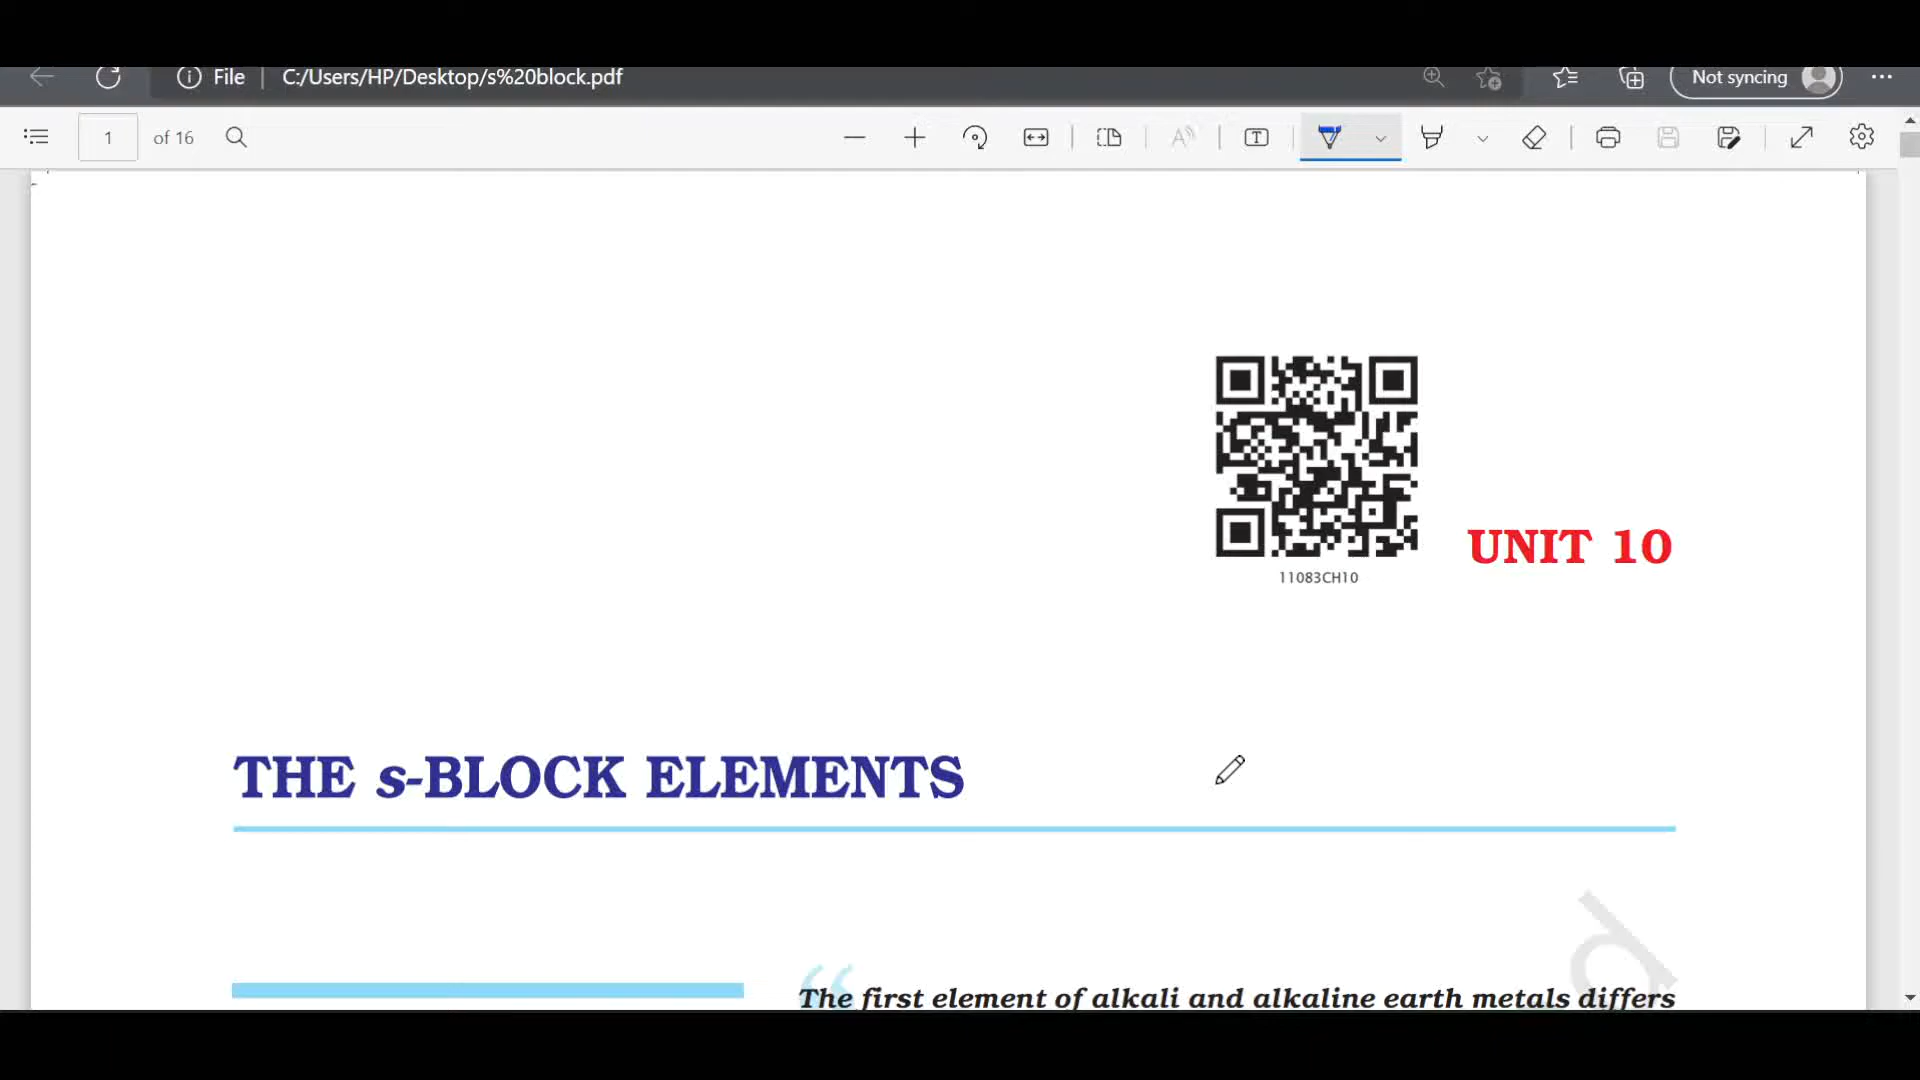 File C:/Users/HP/Desktop/s%20block.pdf Not syncing
1 of 16
11083CH10
UNIT 10
THE s-BLOCK ELEMENTS
d
“The first element of alkali and alkaline earth metals differs